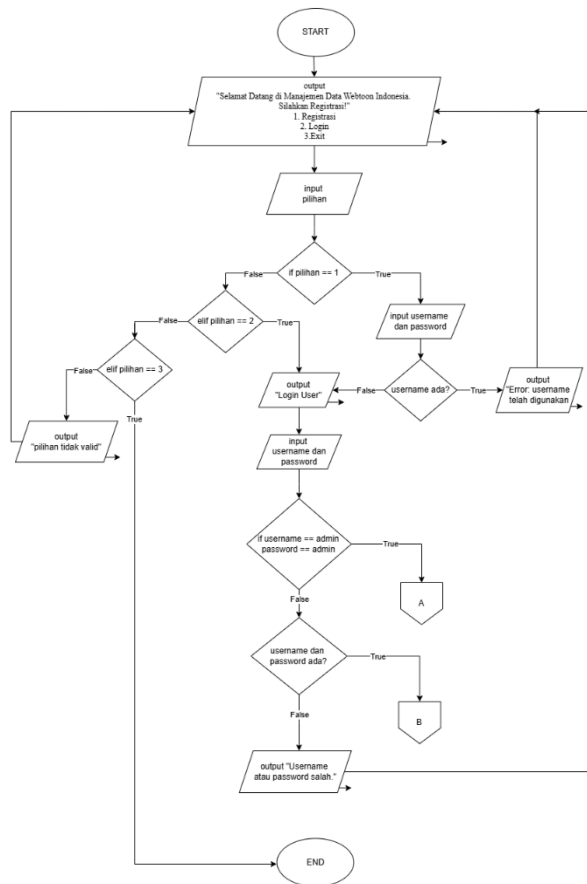 START
output
"Selamat Datang di Manajemen Data Webtoon Indonesia.
Silahkan Registrasi!"
1. Registrasi
2. Login
3.Exit
input
pilihan
if pilihan == 1
False
True
input username
dan password
elif pilihan == 2
False
True
username ada?
False
True
output
"Error: username
telah digunakan
elif pilihan == 3
False
True
output
"Login User"
output
"pilihan tidak valid"
input
username dan
password
if username == admin
password == admin
True
False
A
username dan
password ada?
True
False
B
output "Username
atau password salah."
END